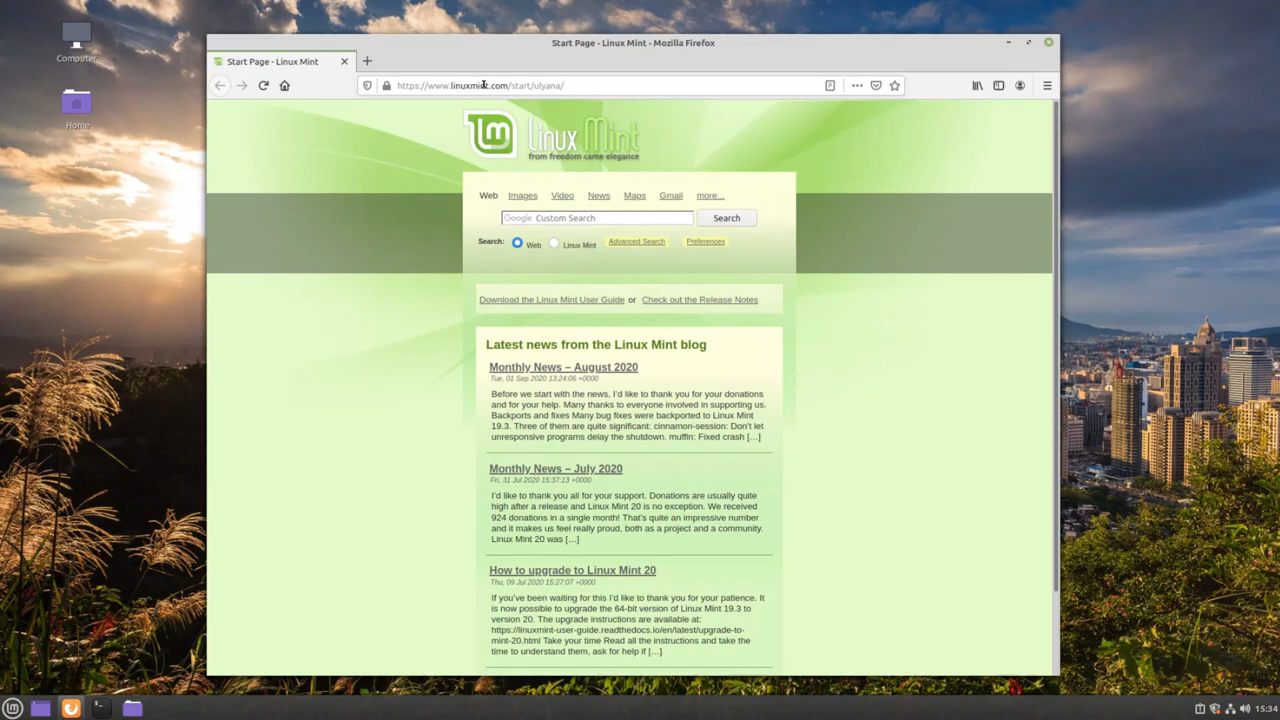 Computer
Home
Start Page - Linux Mint - Mozilla Firefox
Start Page - Linux Mint
https://www.linuxmint.com/start/ulyana/
lm Linux Mint
from freedom came elegance
Web Images Video News Maps Gmail more...
Google Custom Search Search
Search: Web Linux Mint Advanced Search Preferences
Download the Linux Mint User Guide or Check out the Release Notes
Latest news from the Linux Mint blog
Monthly News – August 2020
Tue, 01 Sep 2020 13:24:06 +0000
Before we start with the news, I'd like to thank you for your donations
and for your help. Many thanks to everyone involved in supporting us.
Backports and fixes Many bug fixes were backported to Linux Mint
19.3. Three of them are quite significant: cinnamon-session: Don't let
unresponsive programs delay the shutdown. muffin: Fixed crash […]
Monthly News – July 2020
Fri, 31 Jul 2020 15:37:13 +0000
I'd like to thank you all for your support. Donations are usually quite
high after a release and Linux Mint 20 is no exception. We received
924 donations in a single month! That's quite an impressive number
and it makes us feel really proud, both as a project and a community.
Linux Mint 20 was […]
How to upgrade to Linux Mint 20
Thu, 09 Jul 2020 15:27:07 +0000
If you've been waiting for this I'd like to thank you for your patience. It
is now possible to upgrade the 64-bit version of Linux Mint 19.3 to
version 20. The upgrade instructions are available at:
https://linuxmint-user-guide.readthedocs.io/en/latest/upgrade-to-
mint-20.html Take your time Read all the instructions and take the
time to understand them, ask for help if […]
15:34